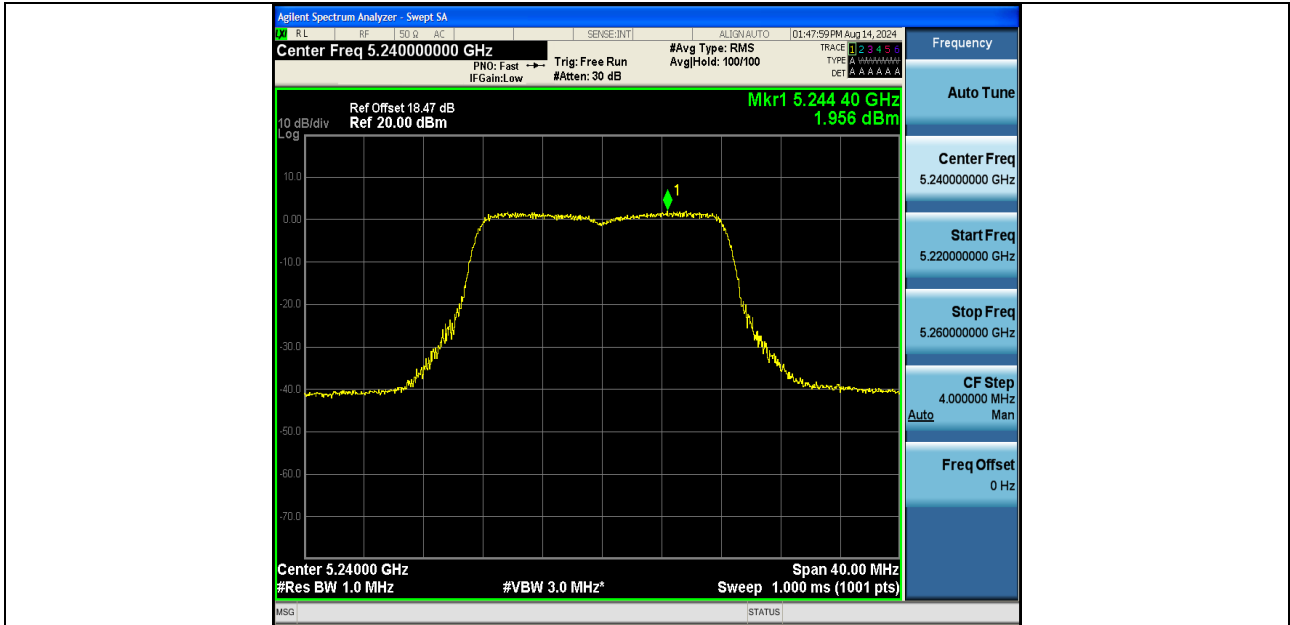 Agilent Spectrum Analyzer - Swept SA
LXI RL RF 50 Ω AC SENSE:INT ALIGN AUTO 01:47:59 PM Aug 14, 2024
Center Freq 5.240000000 GHz
PNO: Fast
IFGain:Low
Trig: Free Run
#Atten: 30 dB
#Avg Type: RMS
Avg|Hold: 100/100
TRACE 1 2 3 4 5 6
TYPE A WWWWW
DET A A A A A A
Ref Offset 18.47 dB
Ref 20.00 dBm
10 dB/div
Log
Mkr1 5.244 40 GHz
1.956 dBm
1
10.0
0.00
-10.0
-20.0
-30.0
-40.0
-50.0
-60.0
-70.0
Center 5.24000 GHz
Span 40.00 MHz
#Res BW 1.0 MHz
#VBW 3.0 MHz*
Sweep 1.000 ms (1001 pts)
MSG
STATUS
Frequency
Auto Tune
Center Freq
5.240000000 GHz
Start Freq
5.220000000 GHz
Stop Freq
5.260000000 GHz
CF Step
4.000000 MHz
Auto Man
Freq Offset
0 Hz